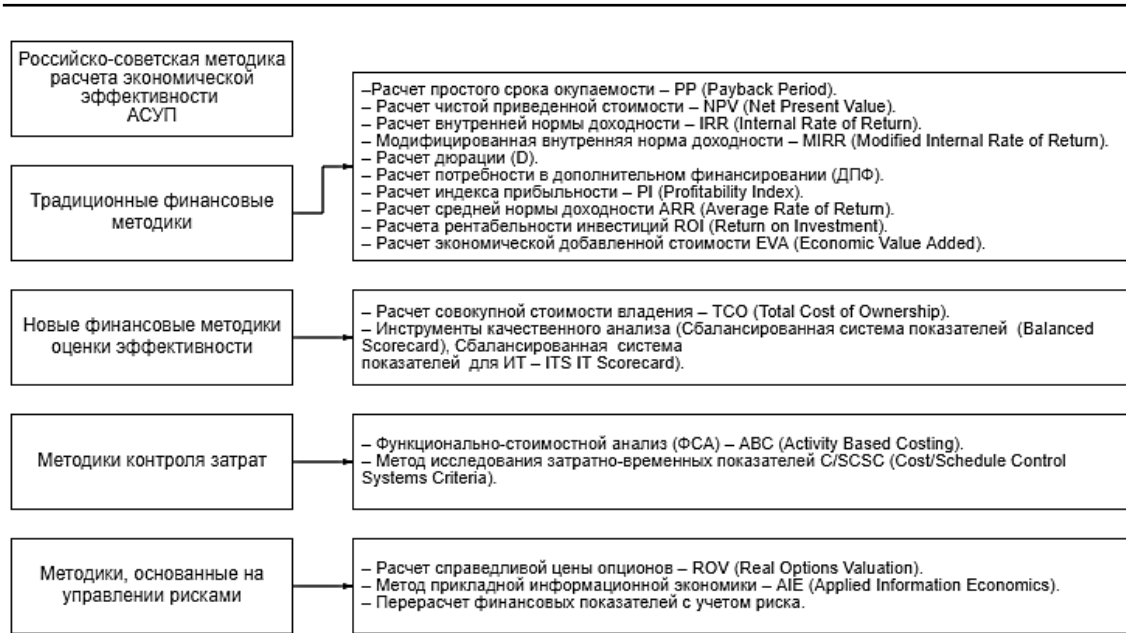 Российско-советская методика
расчета экономической
эффективности
АСУП
Традиционные финансовые
методики
–Расчет простого срока окупаемости – PP (Payback Period).
– Расчет чистой приведенной стоимости – NPV (Net Present Value).
– Расчет внутренней нормы доходности – IRR (Internal Rate of Return).
– Модифицированная внутренняя норма доходности – MIRR (Modified Internal Rate of Return).
– Расчет дюрации (D).
– Расчет потребности в дополнительном финансировании (ДПФ).
– Расчет индекса прибыльности – PI (Profitability Index).
– Расчет средней нормы доходности ARR (Average Rate of Return).
– Расчета рентабельности инвестиций ROI (Return on Investment).
– Расчет экономической добавленной стоимости EVA (Economic Value Added).
Новые финансовые методики
оценки эффективности
– Расчет совокупной стоимости владения – TCO (Total Cost of Ownership).
– Инструменты качественного анализа (Сбалансированная система показателей (Balanced
Scorecard), Сбалансированная система
показателей для ИТ – ITS IT Scorecard).
Методики контроля затрат
– Функционально-стоимостной анализ (ФСА) – ABC (Activity Based Costing).
– Метод исследования затратно-временных показателей C/SCSC (Cost/Schedule Control
Systems Criteria).
Методики, основанные на
управлении рисками
– Расчет справедливой цены опционов – ROV (Real Options Valuation).
– Метод прикладной информационной экономики – AIE (Applied Information Economics).
– Перерасчет финансовых показателей с учетом риска.